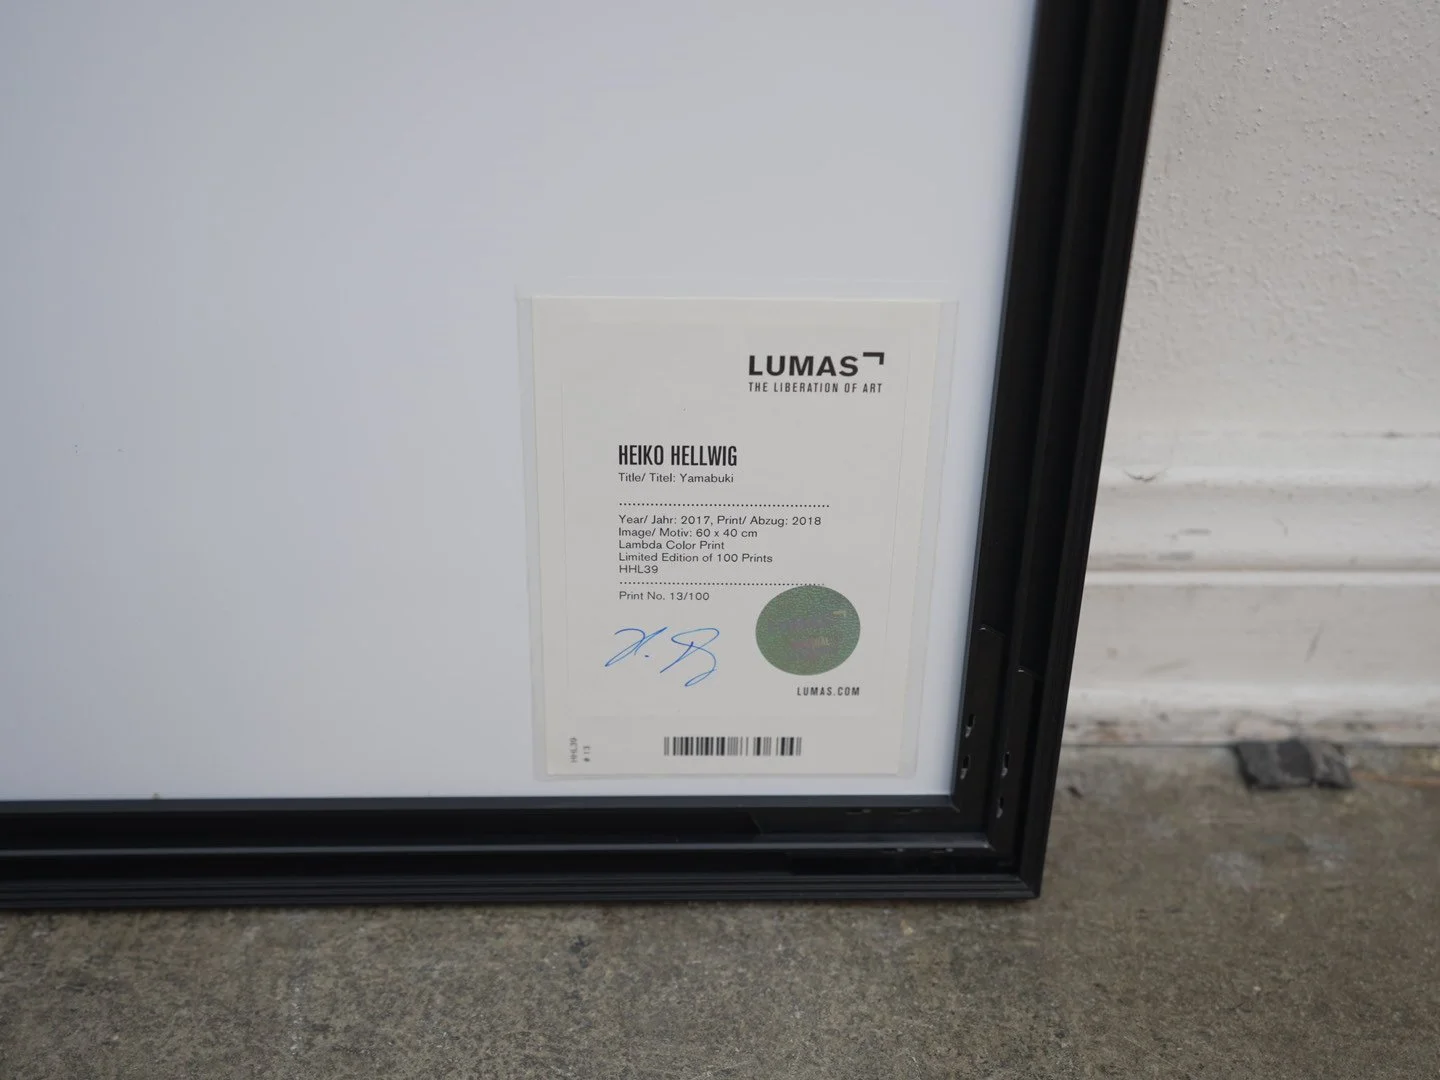 LUMAS
THE LIBERATION OF ART
HEIKO HELLWIG
Title/ Titel: Yamabuki
Year/ Jahr: 2017, Print/ Abzug: 2018
Image/ Motiv: 60 x 40 cm
Lambda Color Print
Limited Edition of 100 Prints
HHL39
Print No. 13/100
LUMAS.COM
HHL39
# 13